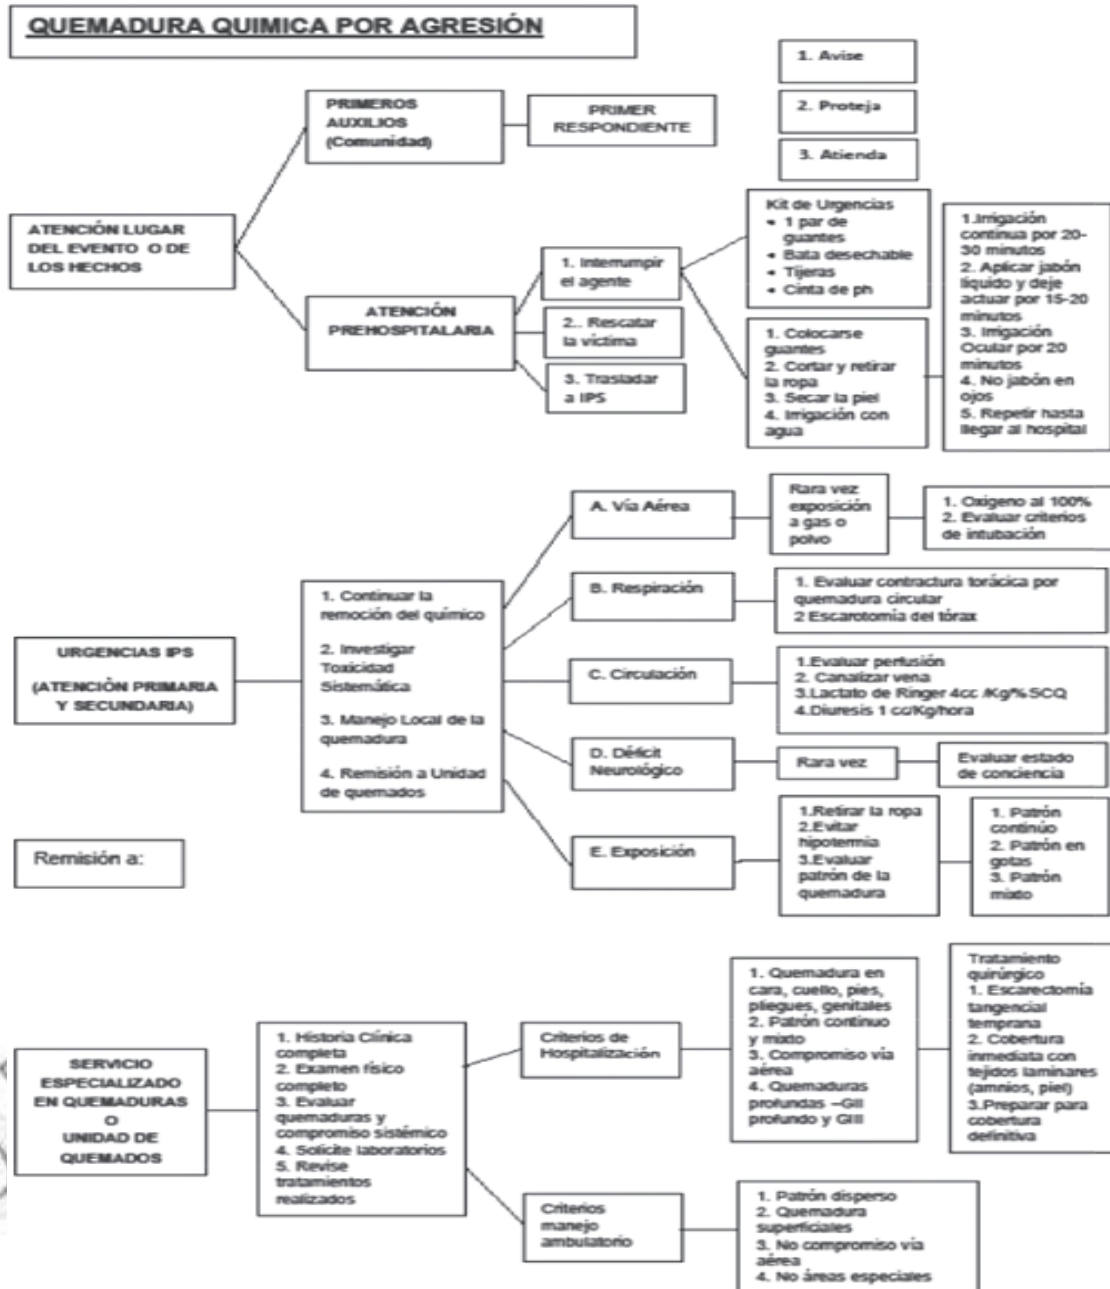 QUEMADURA QUIMICA POR AGRESIÓN
1. Avise
2. Proteja
3. Atienda
PRIMEROS
AUXILIOS
(Comunidad)
PRIMER
RESPONDIENTE
ATENCIÓN LUGAR
DEL EVENTO O DE
LOS HECHOS
ATENCIÓN
PREHOSPITALARIA
1. Interrumpir
el agente
2.. Rescatar
la víctima
3. Trasladar
a IPS
Kit de Urgencias
• 1 par de
guantes
• Bata desechable
• Tijeras
• Cinta de ph
1. Colocarse
guantes
2. Cortar y retirar
la ropa
3. Secar la piel
4. Irrigación con
agua
1.Irrigación
continua por 20-
30 minutos
2. Aplicar jabón
líquido y deje
actuar por 15-20
minutos
3. Irrigación
Ocular por 20
minutos
4. No jabón en
ojos
5. Repetir hasta
llegar al hospital
URGENCIAS IPS
(ATENCIÓN PRIMARIA
Y SECUNDARIA)
1. Continuar la
remoción del químico
2. Investigar
Toxicidad
Sistemática
3. Manejo Local de la
quemadura
4. Remisión a Unidad
de quemados
A. Vía Aérea
Rara vez
exposición
a gas o
polvo
1. Oxigeno al 100%
2. Evaluar criterios
de intubación
B. Respiración
1. Evaluar contractura torácica por
quemadura circular
2 Escarotomía del tórax
C. Circulación
1.Evaluar perfusión
2. Canalizar vena
3.Lactato de Ringer 4cc /Kg/% SCQ
4.Diuresis 1 cc/Kg/hora
D. Déficit
Neurológico
Rara vez
Evaluar estado
de conciencia
E. Exposición
1.Retirar la ropa
2.Evitar
hipotermia
3.Evaluar
patrón de la
quemadura
1. Patrón
continúo
2. Patrón en
gotas
3. Patrón
mixto
Remisión a:
SERVICIO
ESPECIALIZADO
EN QUEMADURAS
O
UNIDAD DE
QUEMADOS
1. Historia Clínica
completa
2. Examen físico
completo
3. Evaluar
quemaduras y
compromiso sistémico
4. Solicite laboratorios
5. Revise
tratamientos
realizados
Criterios de
Hospitalización
1. Quemadura en
cara, cuello, pies,
pliegues, genitales
2. Patrón continuo
y mixto
3. Compromiso vía
aérea
4. Quemaduras
profundas –GII
profundo y GIII
Tratamiento
quirúrgico
1. Escarectomía
tangencial
temprana
2. Cobertura
inmediata con
tejidos laminares
(amnios, piel)
3.Preparar para
cobertura
definitiva
Criterios
manejo
ambulatorio
1. Patrón disperso
2. Quemadura
superficiales
3. No compromiso vía
aérea
4. No áreas especiales